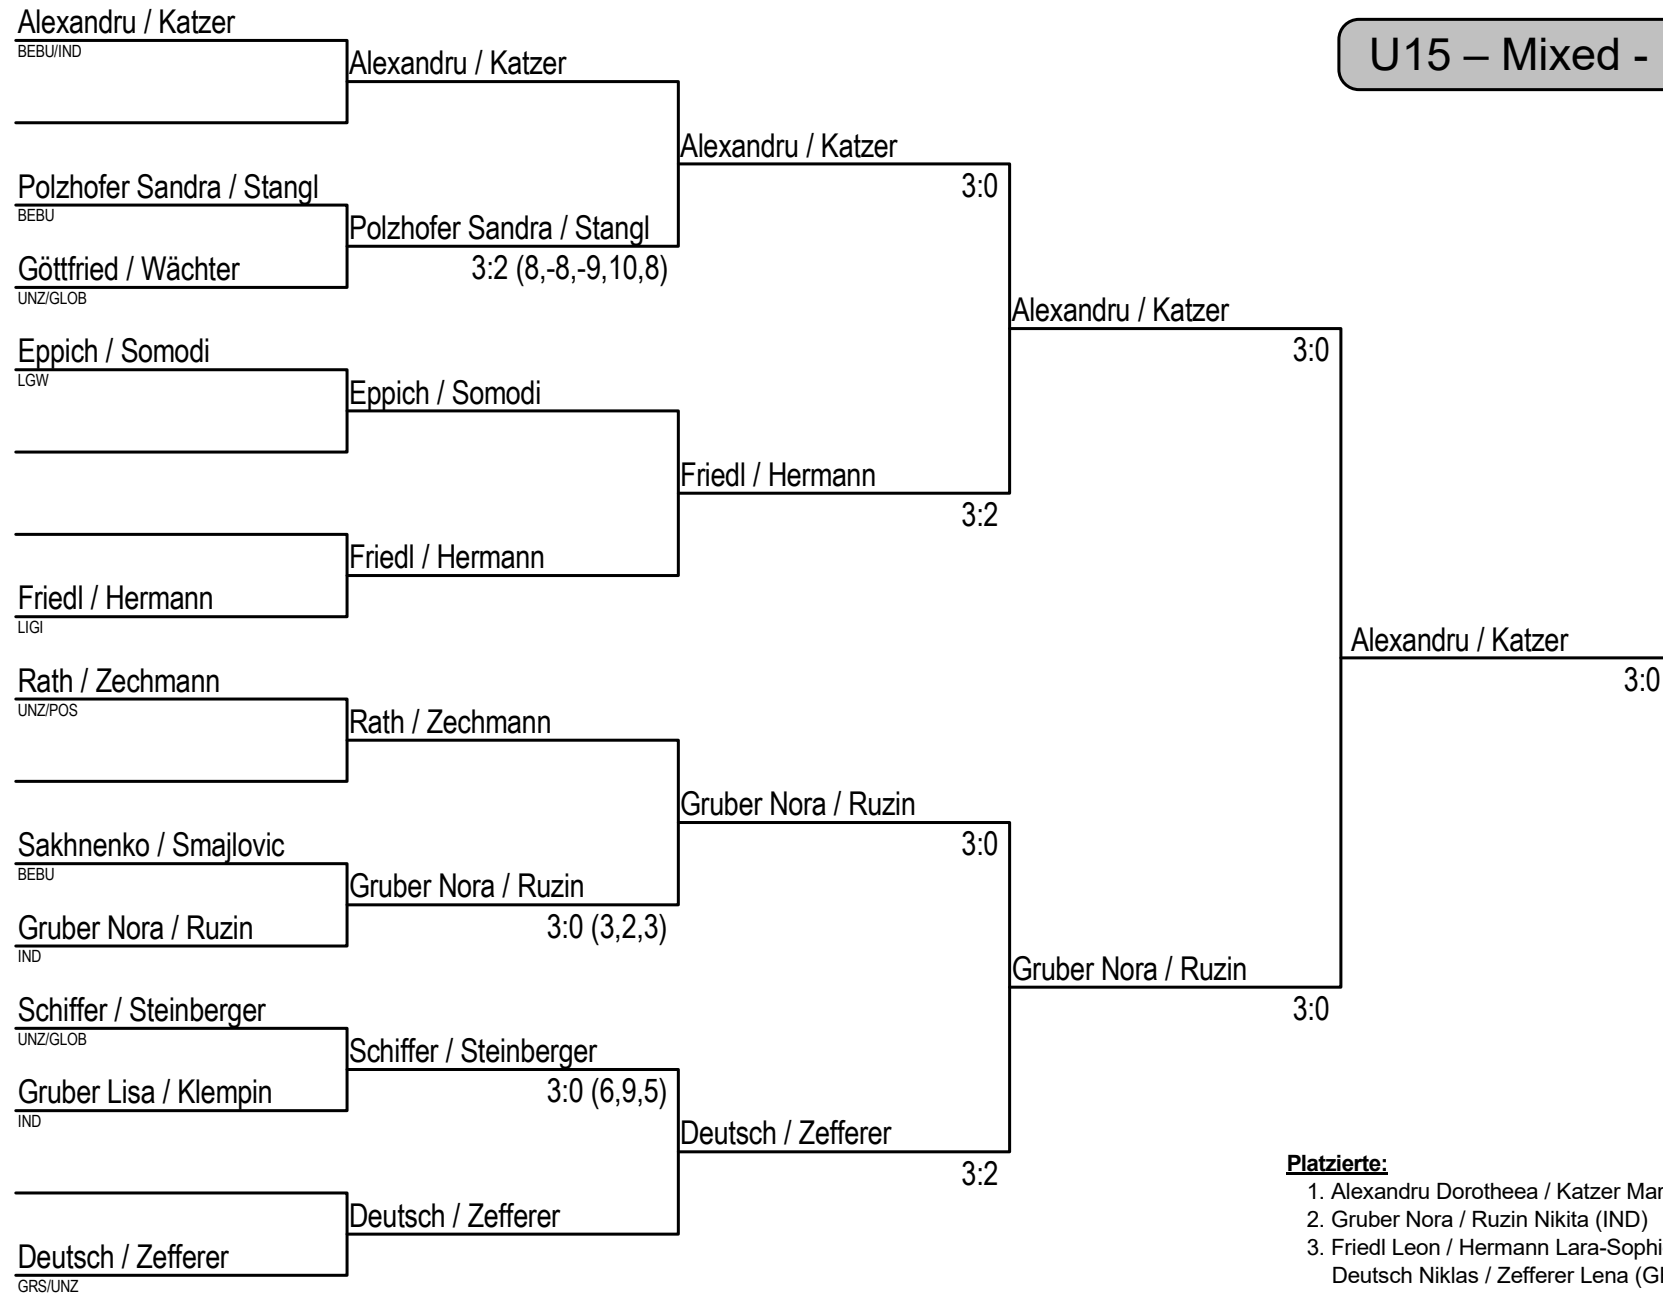 Alexandru / Katzer
BEBU/IND
Alexandru / Katzer
U15 – Mixed -
Alexandru / Katzer
3:0
Polzhofer Sandra / Stangl
BEBU
Polzhofer Sandra / Stangl
3:2 (8,-8,-9,10,8)
Göttfried / Wächter
UNZ/GLOB
Alexandru / Katzer
3:0
Eppich / Somodi
LGW
Eppich / Somodi
Friedl / Hermann
3:2
Friedl / Hermann
Friedl / Hermann
LIGI
Alexandru / Katzer
3:0
Rath / Zechmann
UNZ/POS
Rath / Zechmann
Gruber Nora / Ruzin
3:0
Sakhnenko / Smajlovic
BEBU
Gruber Nora / Ruzin
3:0 (3,2,3)
Gruber Nora / Ruzin
IND
Gruber Nora / Ruzin
3:0
Schiffer / Steinberger
UNZ/GLOB
Schiffer / Steinberger
3:0 (6,9,5)
Gruber Lisa / Klempin
IND
Deutsch / Zefferer
3:2
Deutsch / Zefferer
Deutsch / Zefferer
GRS/UNZ
Platzierte:
1. Alexandru Dorotheea / Katzer Mar
2. Gruber Nora / Ruzin Nikita (IND)
3. Friedl Leon / Hermann Lara-Sophi
Deutsch Niklas / Zefferer Lena (G